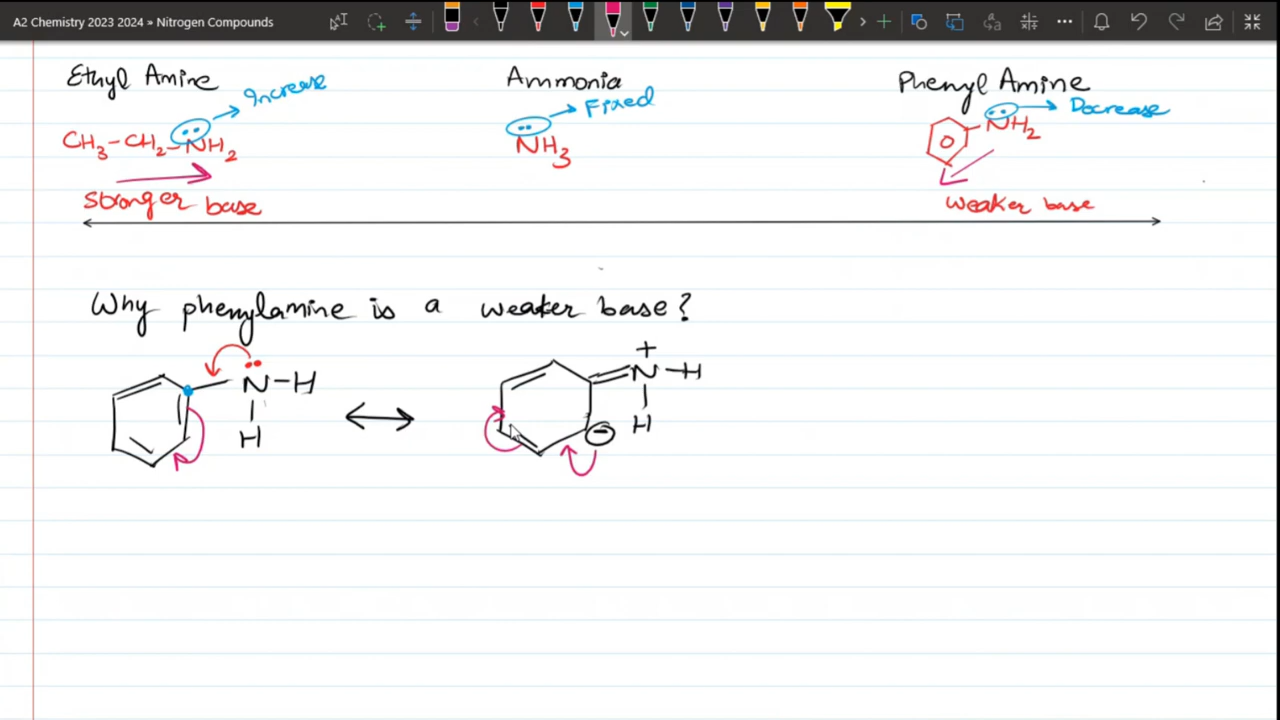 A2 Chemistry 2023 2024 » Nitrogen Compounds
Ethyl Amine
Increase
CH3-CH2-NH2
stronger base
Ammonia
Fixed
NH3
Phenyl Amine
Decrease
NH2
weaker base
Why phenylamine is a weaker base?
N-H
H
+
N-H
-
H